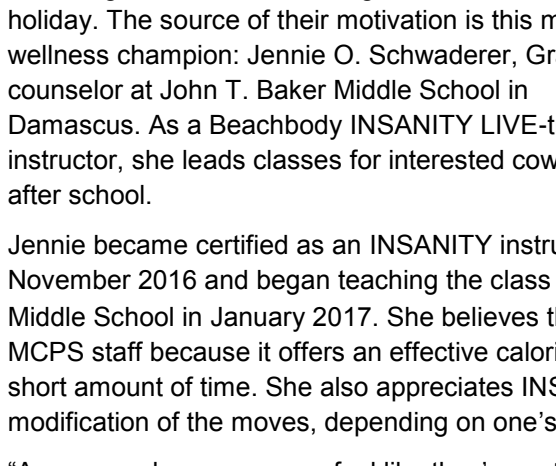 holiday. The source of their motivation is this m
wellness champion: Jennie O. Schwaderer, Gra
counselor at John T. Baker Middle School in
Damascus. As a Beachbody INSANITY LIVE-t
instructor, she leads classes for interested cow
after school.
Jennie became certified as an INSANITY instru
November 2016 and began teaching the class
Middle School in January 2017. She believes th
MCPS staff because it offers an effective calori
short amount of time. She also appreciates INS
modification of the moves, depending on one's